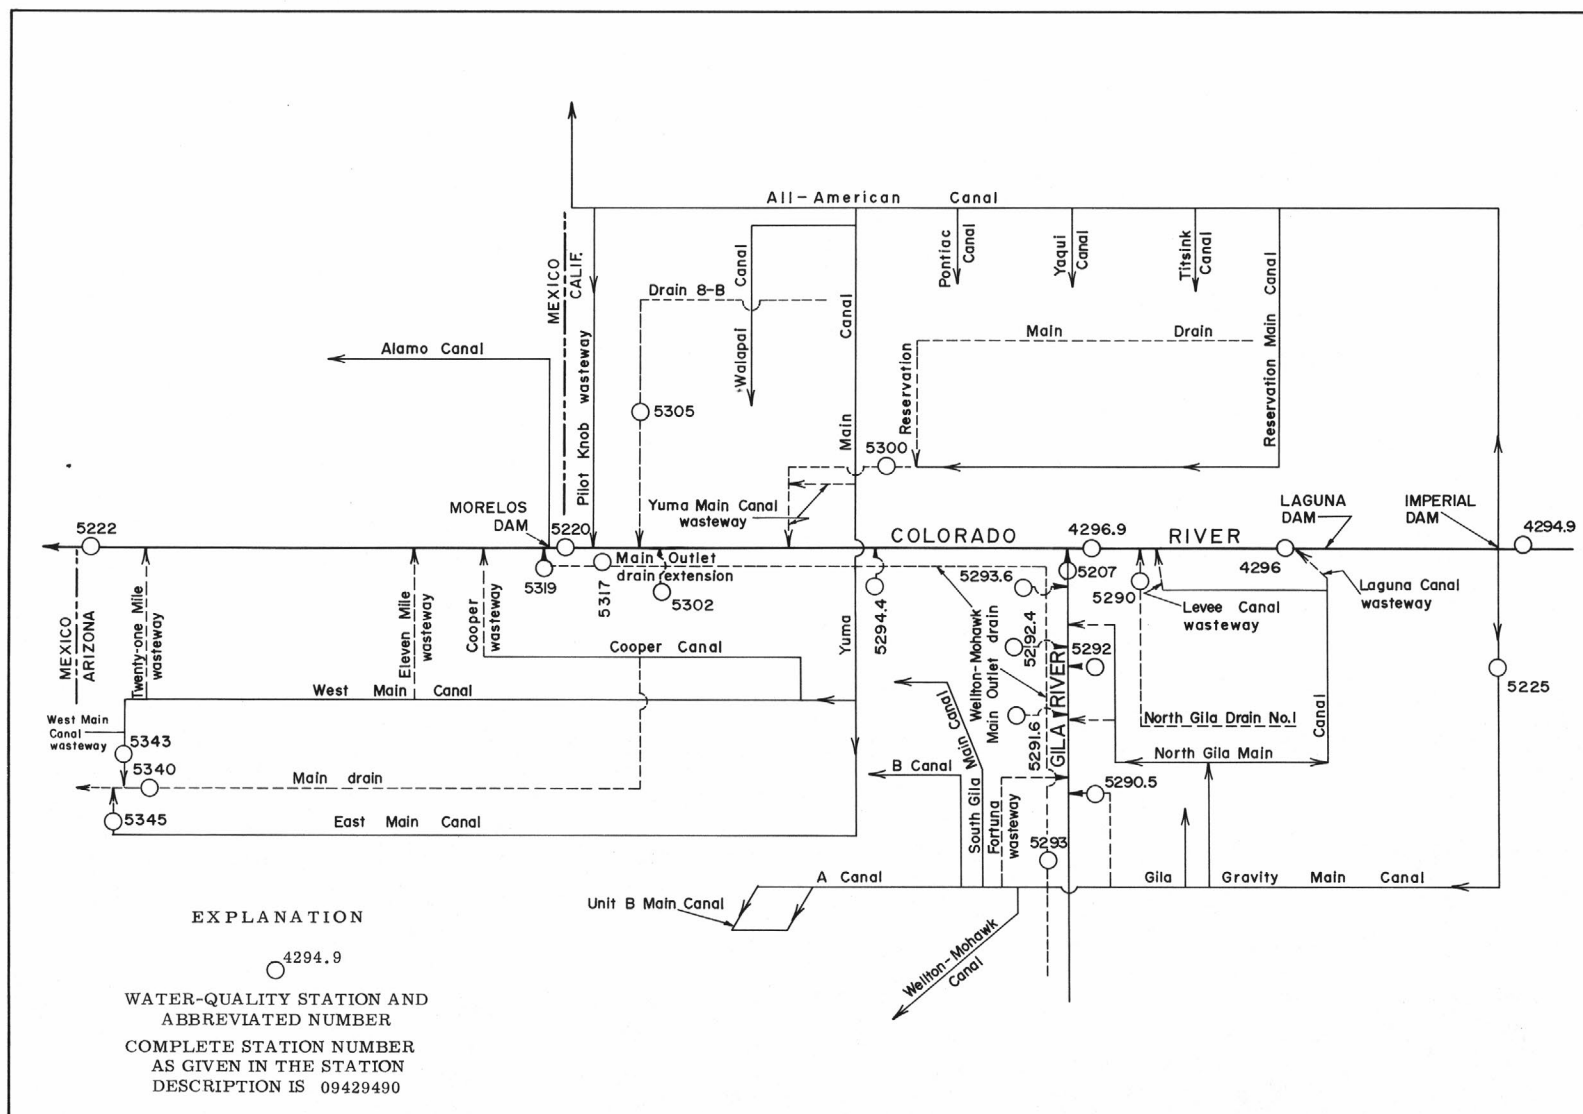 All-American Canal
Pontiac
Canal
Yaqui
Canal
Titsink
Canal
Reservation Main Canal
MEXICO
CALIF.
Pilot Knob wasteway
Drain 8-B
Walapai Canal
Main Canal
Main Drain
Reservation
Alamo Canal
5305
5300
Yuma Main Canal
wasteway
MORELOS
DAM
5222
5220
COLORADO RIVER
4296.9
LAGUNA
DAM
IMPERIAL
DAM
4294.9
4296
Main Outlet
drain extension
5319
5317
5302
5294.4
5293.6
5207
5290
Levee Canal
wasteway
Laguna Canal
wasteway
MEXICO
ARIZONA
Twenty-one Mile
wasteway
Eleven Mile
wasteway
Cooper
wasteway
Cooper Canal
Yuma
5292.4
5292
Wellton-Mohawk
Main Outlet drain
GILA RIVER
5225
West Main Canal
West Main
Canal
wasteway
5343
5340
Main drain
5345
East Main Canal
South Gila Main Canal
B Canal
5291.6
North Gila Drain No.1
North Gila Main
Canal
5290.5
Fortuna
wasteway
5293
A Canal
Gila Gravity Main Canal
Unit B Main Canal
Wellton-Mohawk
Canal
EXPLANATION
4294.9
WATER-QUALITY STATION AND
ABBREVIATED NUMBER
COMPLETE STATION NUMBER
AS GIVEN IN THE STATION
DESCRIPTION IS 09429490